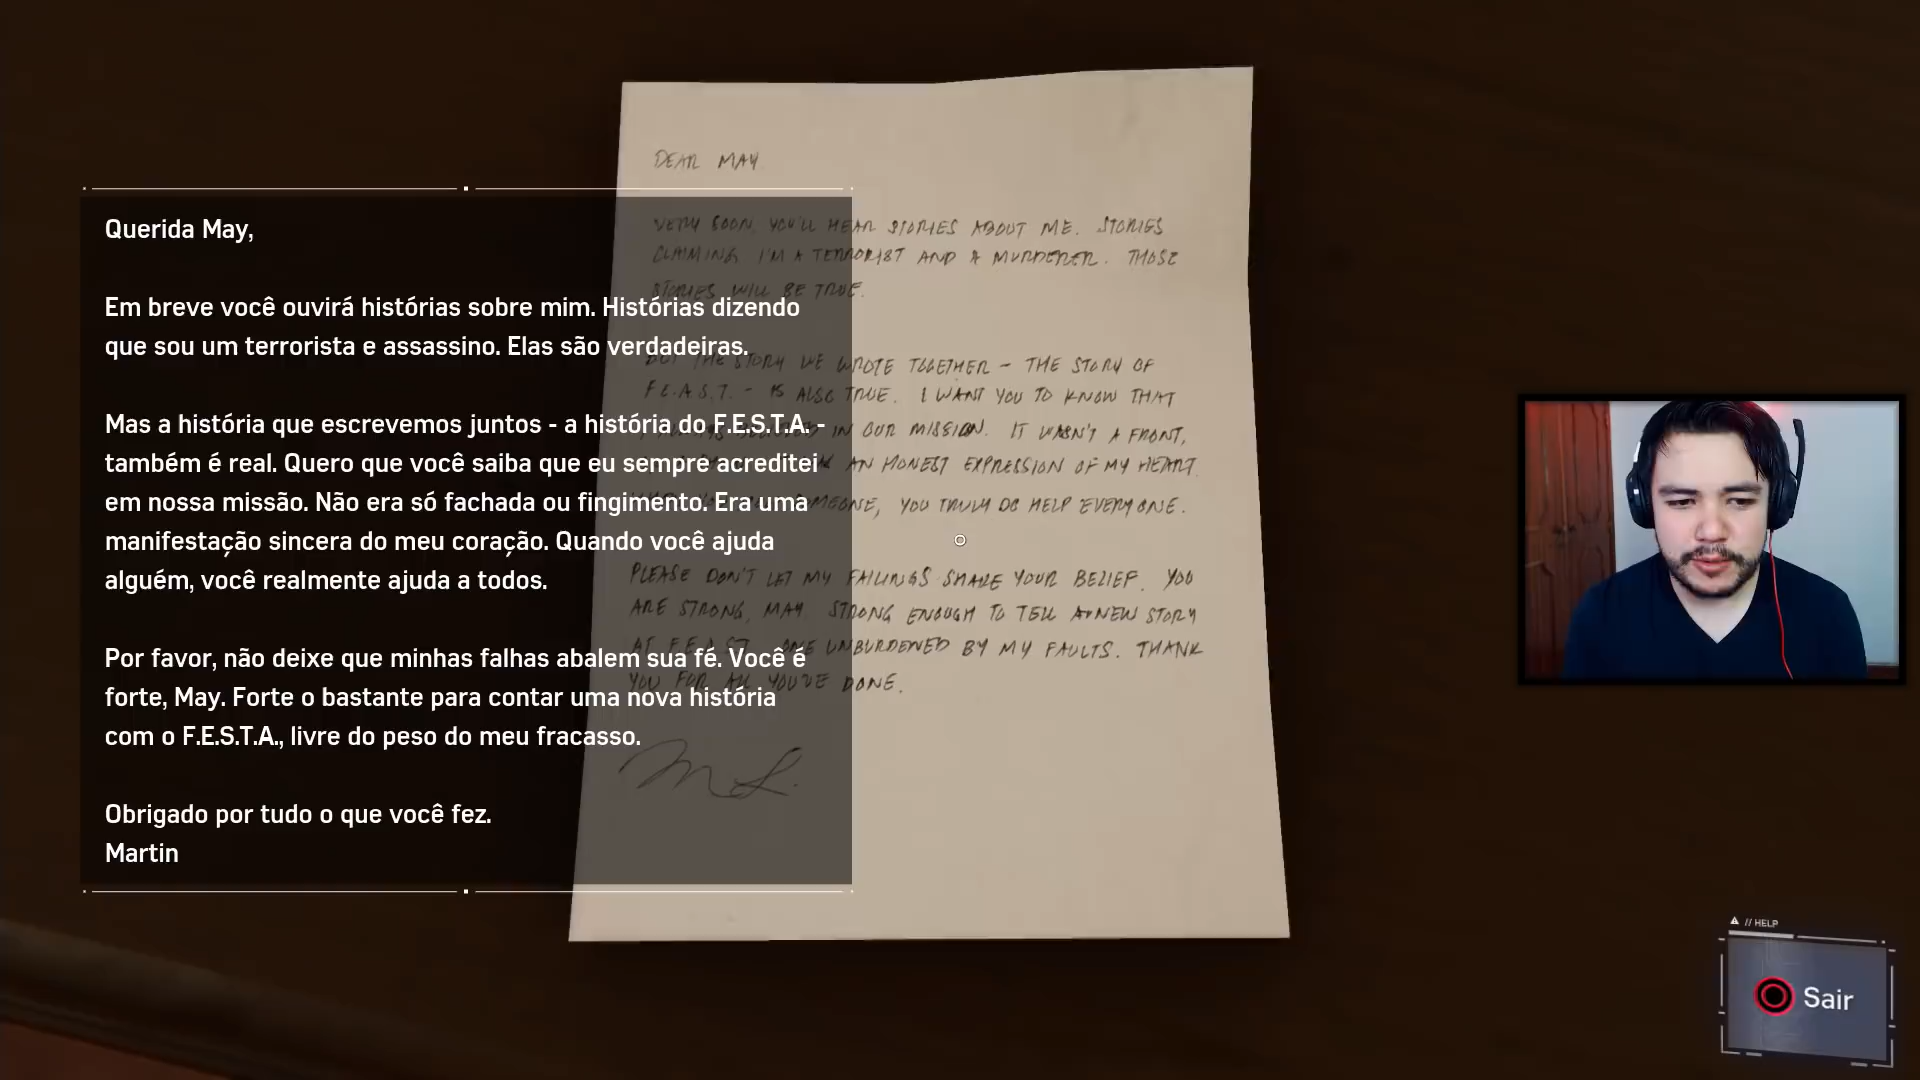 Querida May,
Em breve você ouvirá histórias sobre mim. Histórias dizendo
que sou um terrorista e assassino. Elas são verdadeiras.
Mas a história que escrevemos juntos - a história do F.E.S.T.A. -
também é real. Quero que você saiba que eu sempre acreditei
em nossa missão. Não era só fachada ou fingimento. Era uma
manifestação sincera do meu coração. Quando você ajuda
alguém, você realmente ajuda a todos.
Por favor, não deixe que minhas falhas abalem sua fé. Você é
forte, May. Forte o bastante para contar uma nova história
com o F.E.S.T.A., livre do peso do meu fracasso.
Obrigado por tudo o que você fez.
Martin
DEAR MAY
VERY SOON, YOU'LL HEAR STORIES ABOUT ME. STORIES
CLAIMING I'M A TERRORIST AND A MURDERER. THOSE
STORIES WILL BE TRUE.
BUT THE STORY WE WROTE TOGETHER - THE STORY OF
F.E.A.S.T. - IS ALSO TRUE. I WANT YOU TO KNOW THAT
IN OUR MISSION. IT WASN'T A FRONT,
AN HONEST EXPRESSION OF MY HEART.
SOMEONE, YOU TRULY DO HELP EVERYONE.
PLEASE DON'T LET MY FAILINGS SHAKE YOUR BELIEF. YOU
ARE STRONG, MAY. STRONG ENOUGH TO TELL A NEW STORY
AT F.E.A.S.T. ONE UNBURDENED BY MY FAULTS. THANK
YOU FOR ALL YOU'VE DONE.
M L.
// HELP
Sair